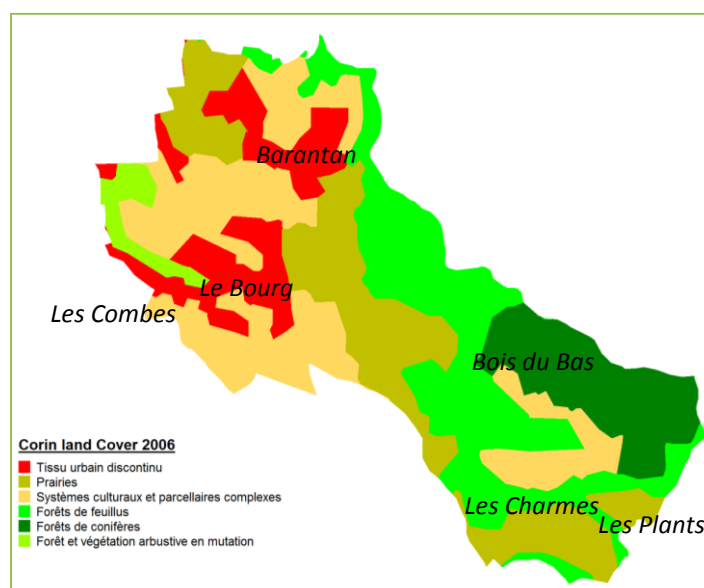 Barantan
Le Bourg
Les Combes
Bois du Bas
Les Charmes
Les Plants
Corin land Cover 2006
Tissu urbain discontinu
Prairies
Systèmes culturaux et parcellaires complexes
Forêts de feuillus
Forêts de conifères
Forêt et végétation arbustive en mutation